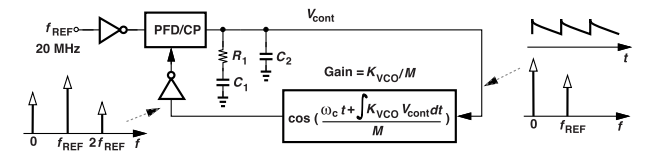 V_cont
f_REF
20 MHz
PFD/CP
R_1
C_1
C_2
t
Gain = K_VCO/M
cos ( ω_c t + ∫ K_VCO V_cont dt / M )
0 f_REF 2f_REF f
0 f_REF f